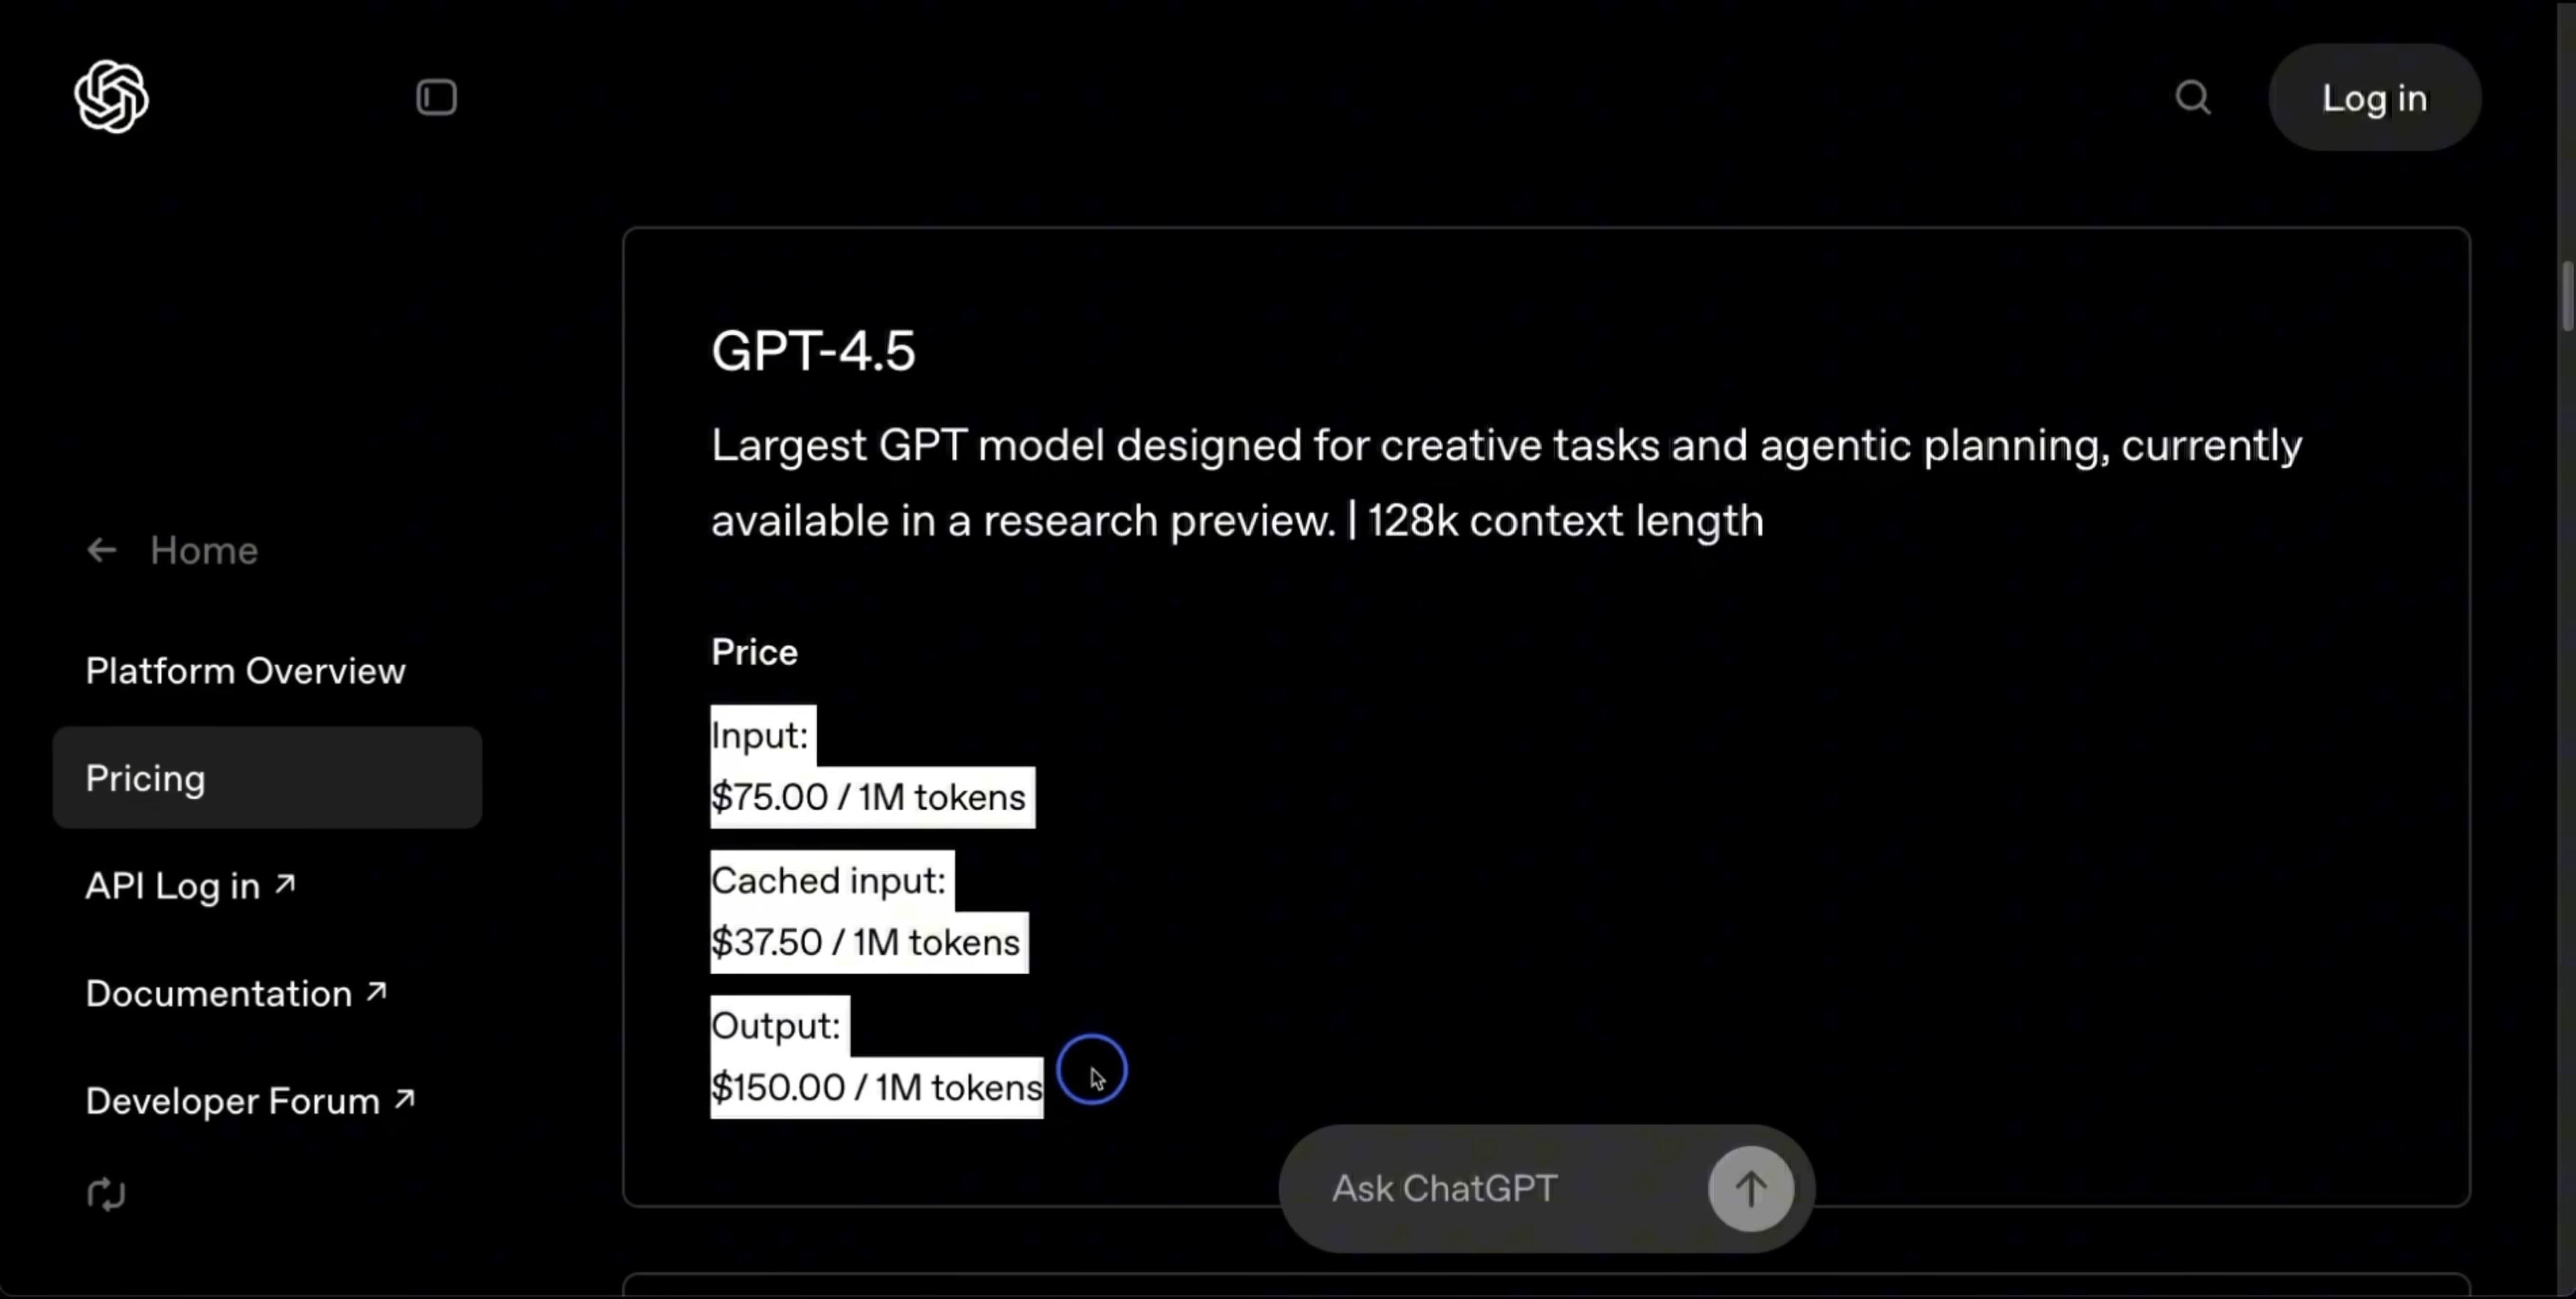 Log in
← Home
Platform Overview
Pricing
API Log in ↗
Documentation ↗
Developer Forum ↗
GPT-4.5
Largest GPT model designed for creative tasks and agentic planning, currently
available in a research preview. | 128k context length
Price
Input:
$75.00 / 1M tokens
Cached input:
$37.50 / 1M tokens
Output:
$150.00 / 1M tokens
Ask ChatGPT